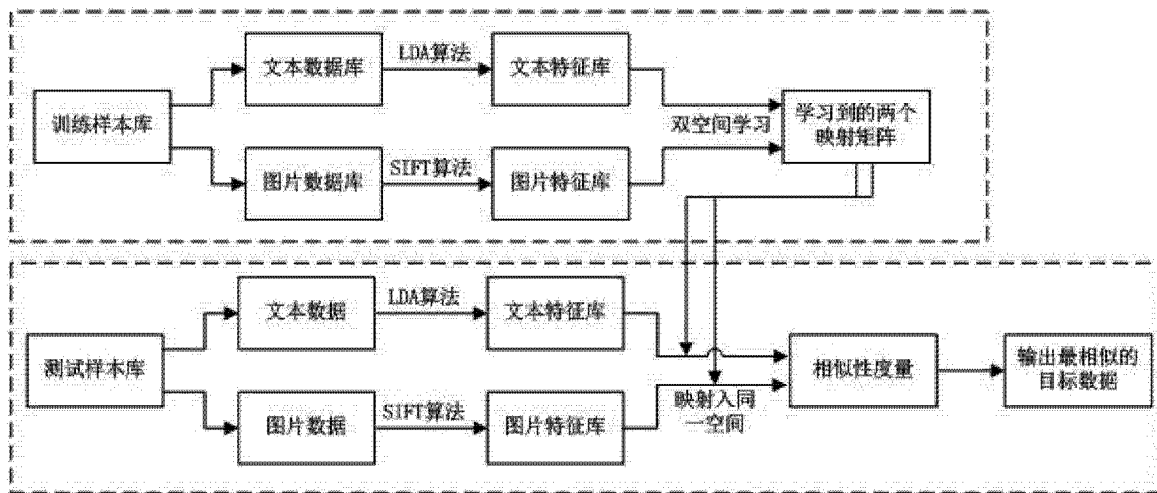 文本数据库
LDA算法
文本特征库
训练样本库
双空间学习
学习到的两个
映射矩阵
图片数据库
SIFT算法
图片特征库
文本数据
LDA算法
文本特征库
测试样本库
相似性度量
输出最相似的
目标数据
图片数据
SIFT算法
图片特征库
映射入同
一空间